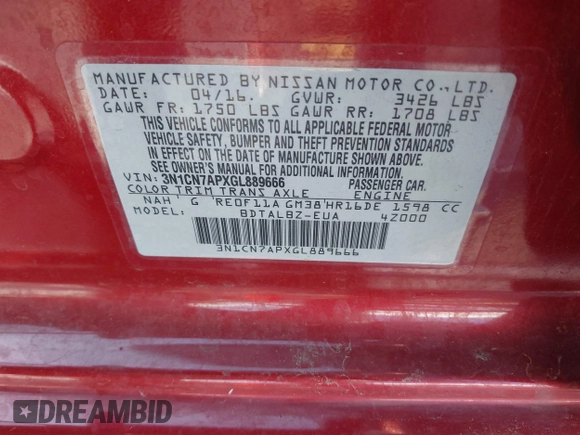 MANUFACTURED BY NISSAN MOTOR CO., LTD.
DATE: 04/16. GVWR: 3426 LBS
GAWR FR: 1750 LBS GAWR RR: 1708 LBS
THIS VEHICLE CONFORMS TO ALL APPLICABLE FEDERAL MOTOR
VEHICLE SAFETY, BUMPER AND THEFT PREVENTION STANDARDS
IN EFFECT ON THE DATE OF MANUFACTURE SHOWN ABOVE.
SEE OWNER'S MANUAL FOR ADDITIONAL INFORMATION.
VIN: 3N1CN7APXGL889666 PASSENGER CAR.
COLOR TRIM TRANS AXLE ENGINE
NAH G RE0F11A GM38 HR16DE 1598 CC
MODEL: BDTALBZ-EUA 42000
3N1CN7APXGL889666
DREAMBID